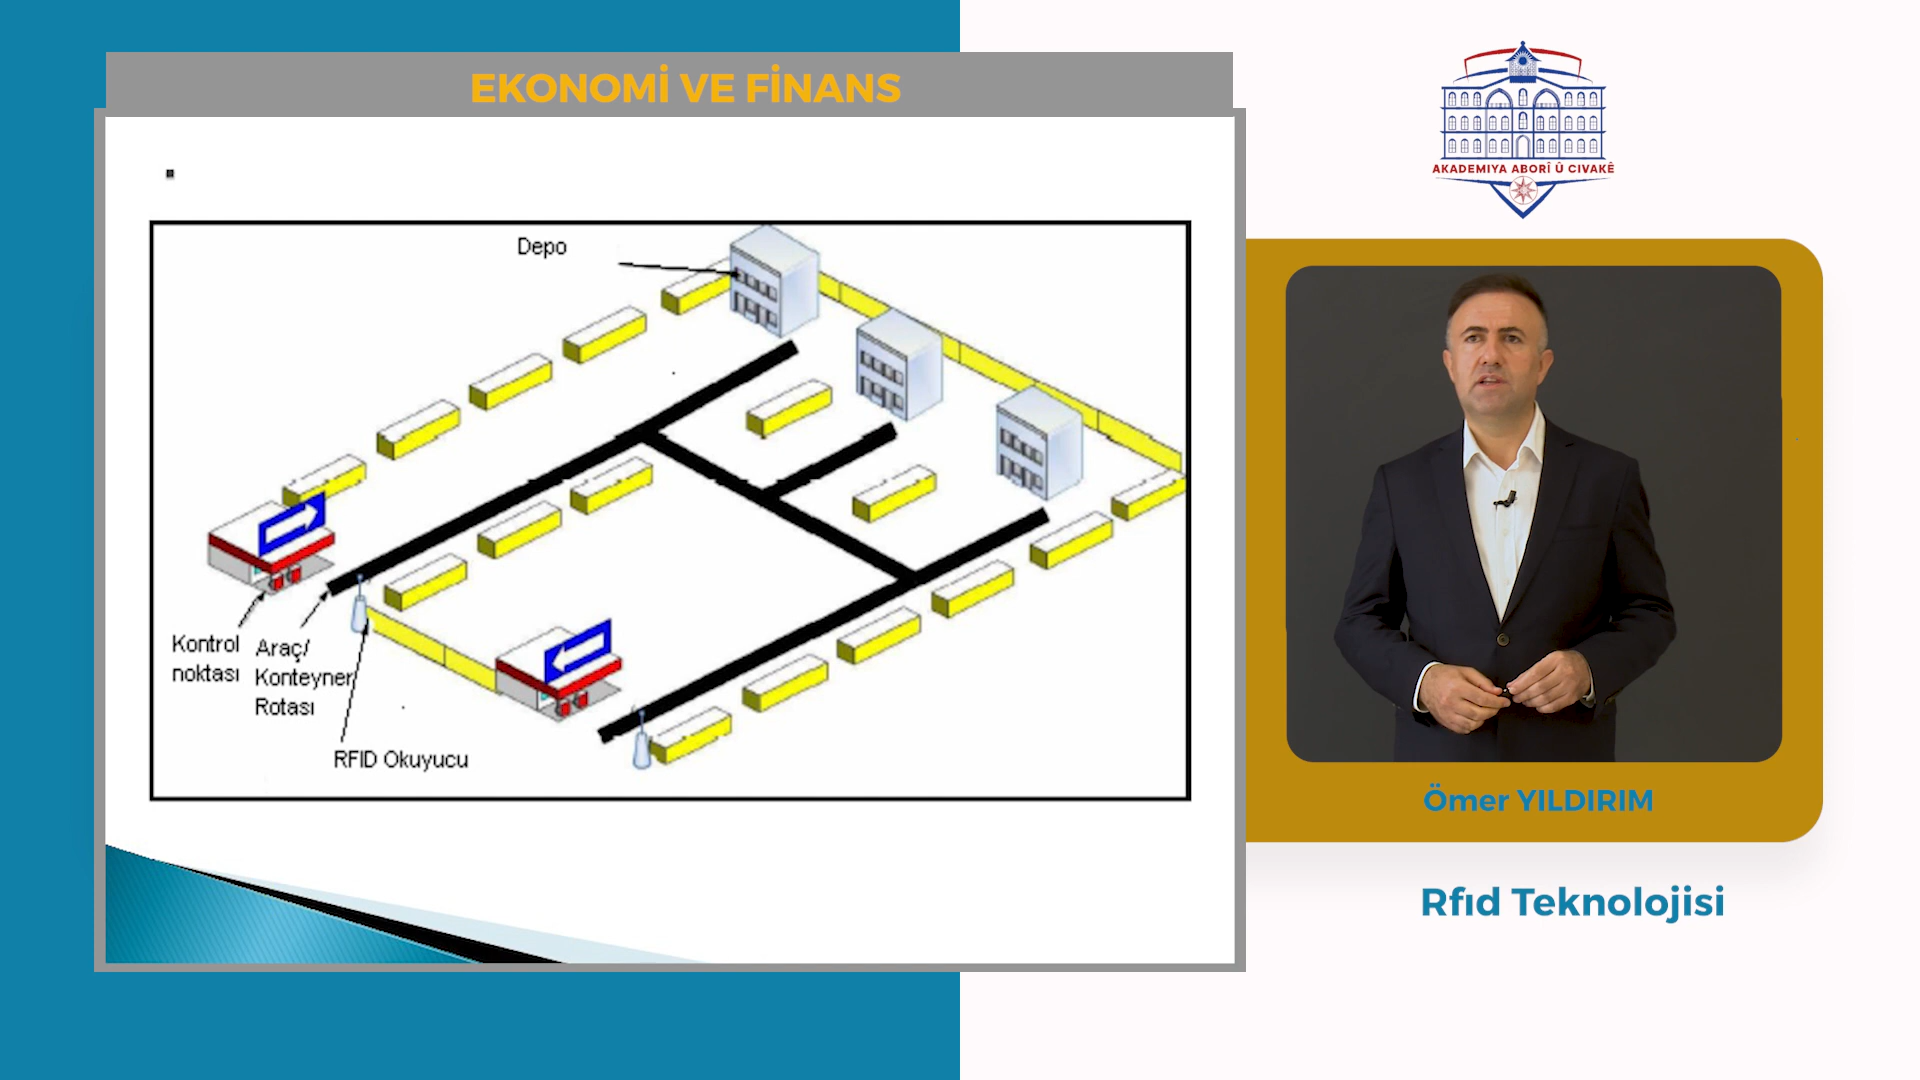 EKONOMİ VE FİNANS
Depo
Kontrol
noktası
Araç/
Konteyner
Rotası
RFID Okuyucu
AKADEMIYA ABORÎ Û CIVAKÊ
Ömer YILDIRIM
Rfıd Teknolojisi